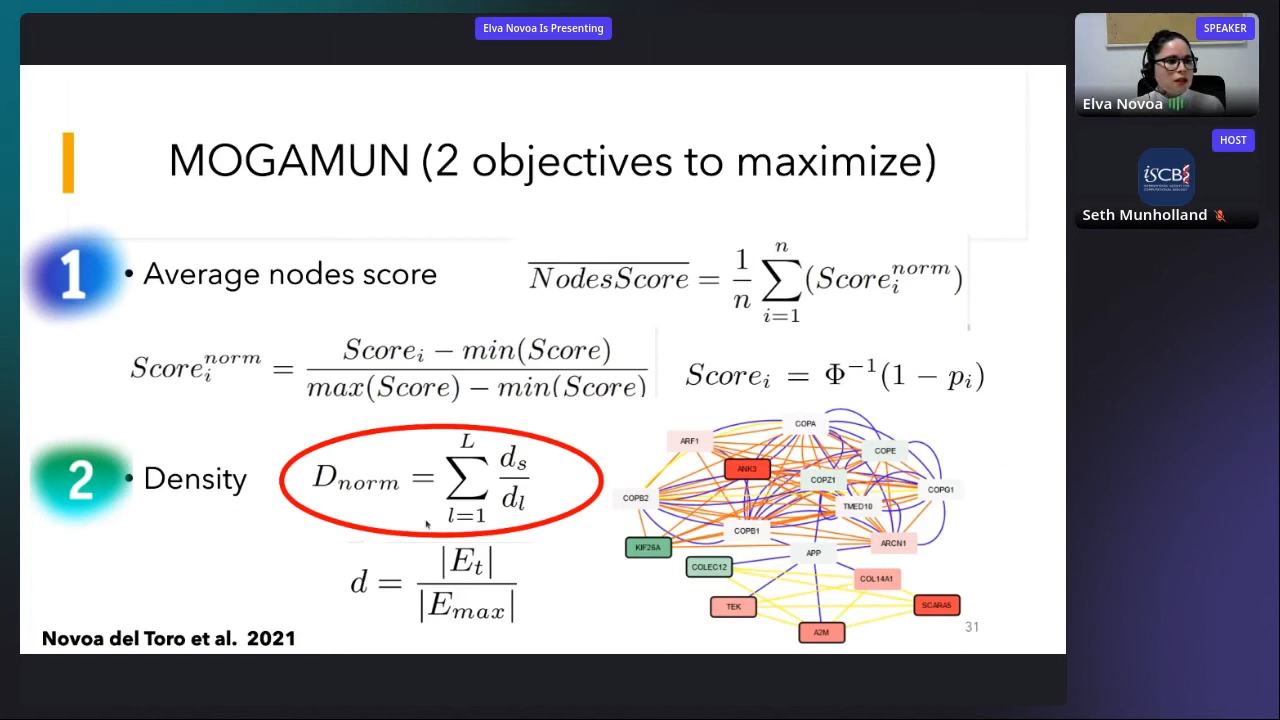 Elva Novoa Is Presenting
SPEAKER
Elva Novoa
HOST
iSCB
Seth Munholland
MOGAMUN (2 objectives to maximize)
1
• Average nodes score
\overline{NodesScore} = \frac{1}{n} \sum_{i=1}^{n} (Score_i^{norm})
Score_i^{norm} = \frac{Score_i - min(Score)}{max(Score) - min(Score)}
Score_i = Φ^{-1}(1 - p_i)
2
• Density
D_{norm} = \sum_{l=1}^{L} \frac{d_s}{d_l}
d = \frac{|E_t|}{|E_{max}|}
COPA
ARF1
COPE
ANK3
COPZ1
COPG1
COPB2
TMED10
COPB1
ARCN1
KIF26A
APP
COLEC12
COL14A1
TEK
SCARA5
A2M
31
Novoa del Toro et al. 2021